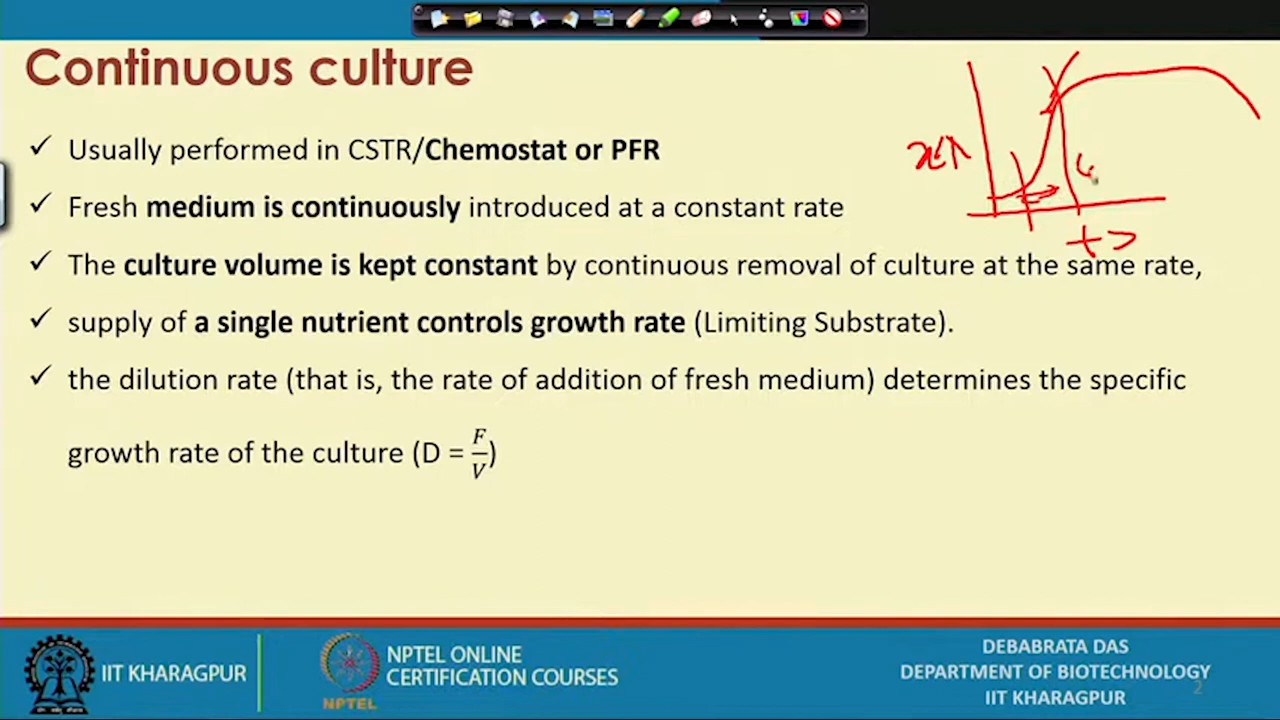 Continuous culture
✓ Usually performed in CSTR/Chemostat or PFR
✓ Fresh medium is continuously introduced at a constant rate
✓ The culture volume is kept constant by continuous removal of culture at the same rate,
✓ supply of a single nutrient controls growth rate (Limiting Substrate).
✓ the dilution rate (that is, the rate of addition of fresh medium) determines the specific
growth rate of the culture (D = F/V)
x
t >
IIT KHARAGPUR
NPTEL
NPTEL ONLINE
CERTIFICATION COURSES
DEBABRATA DAS
DEPARTMENT OF BIOTECHNOLOGY
IIT KHARAGPUR
2